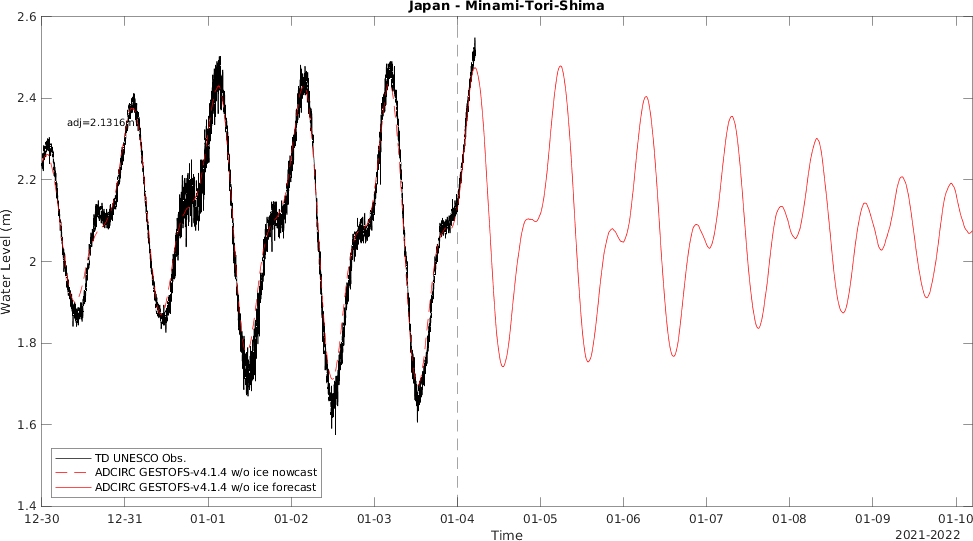 Japan - Minami-Tori-Shima
2.6
2.4
2.2
2
1.8
1.6
1.4
Water Level (m)
adj=2.1316m
TD UNESCO Obs.
ADCIRC GESTOFS-v4.1.4 w/o ice nowcast
ADCIRC GESTOFS-v4.1.4 w/o ice forecast
12-30 12-31 01-01 01-02 01-03 01-04 01-05 01-06 01-07 01-08 01-09 01-10
Time
2021-2022